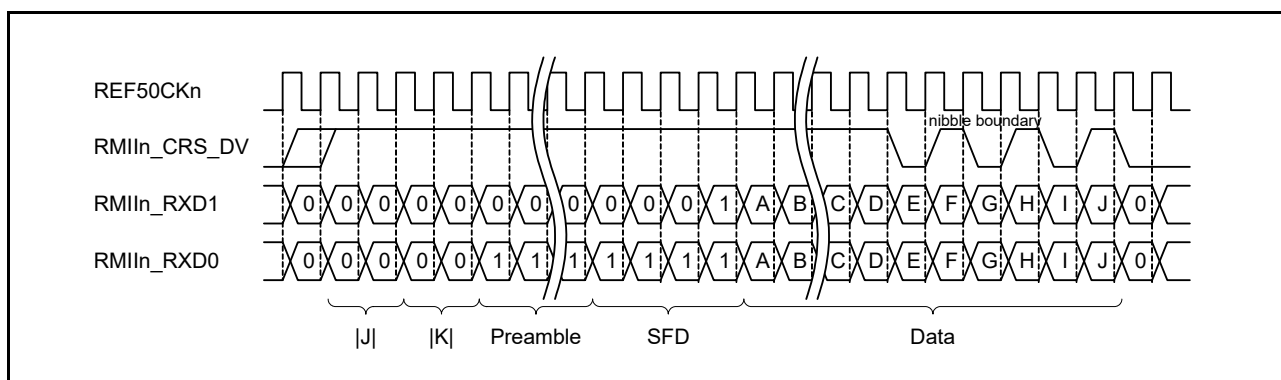 REF50CKn
nibble boundary
RMIIn_CRS_DV
RMIIn_RXD1 0 0 0 0 0 0 0 0 0 0 0 1 A B C D E F G H I J 0
RMIIn_RXD0 0 0 0 0 0 1 1 1 1 1 1 1 A B C D E F G H I J 0
|J| |K| Preamble SFD Data